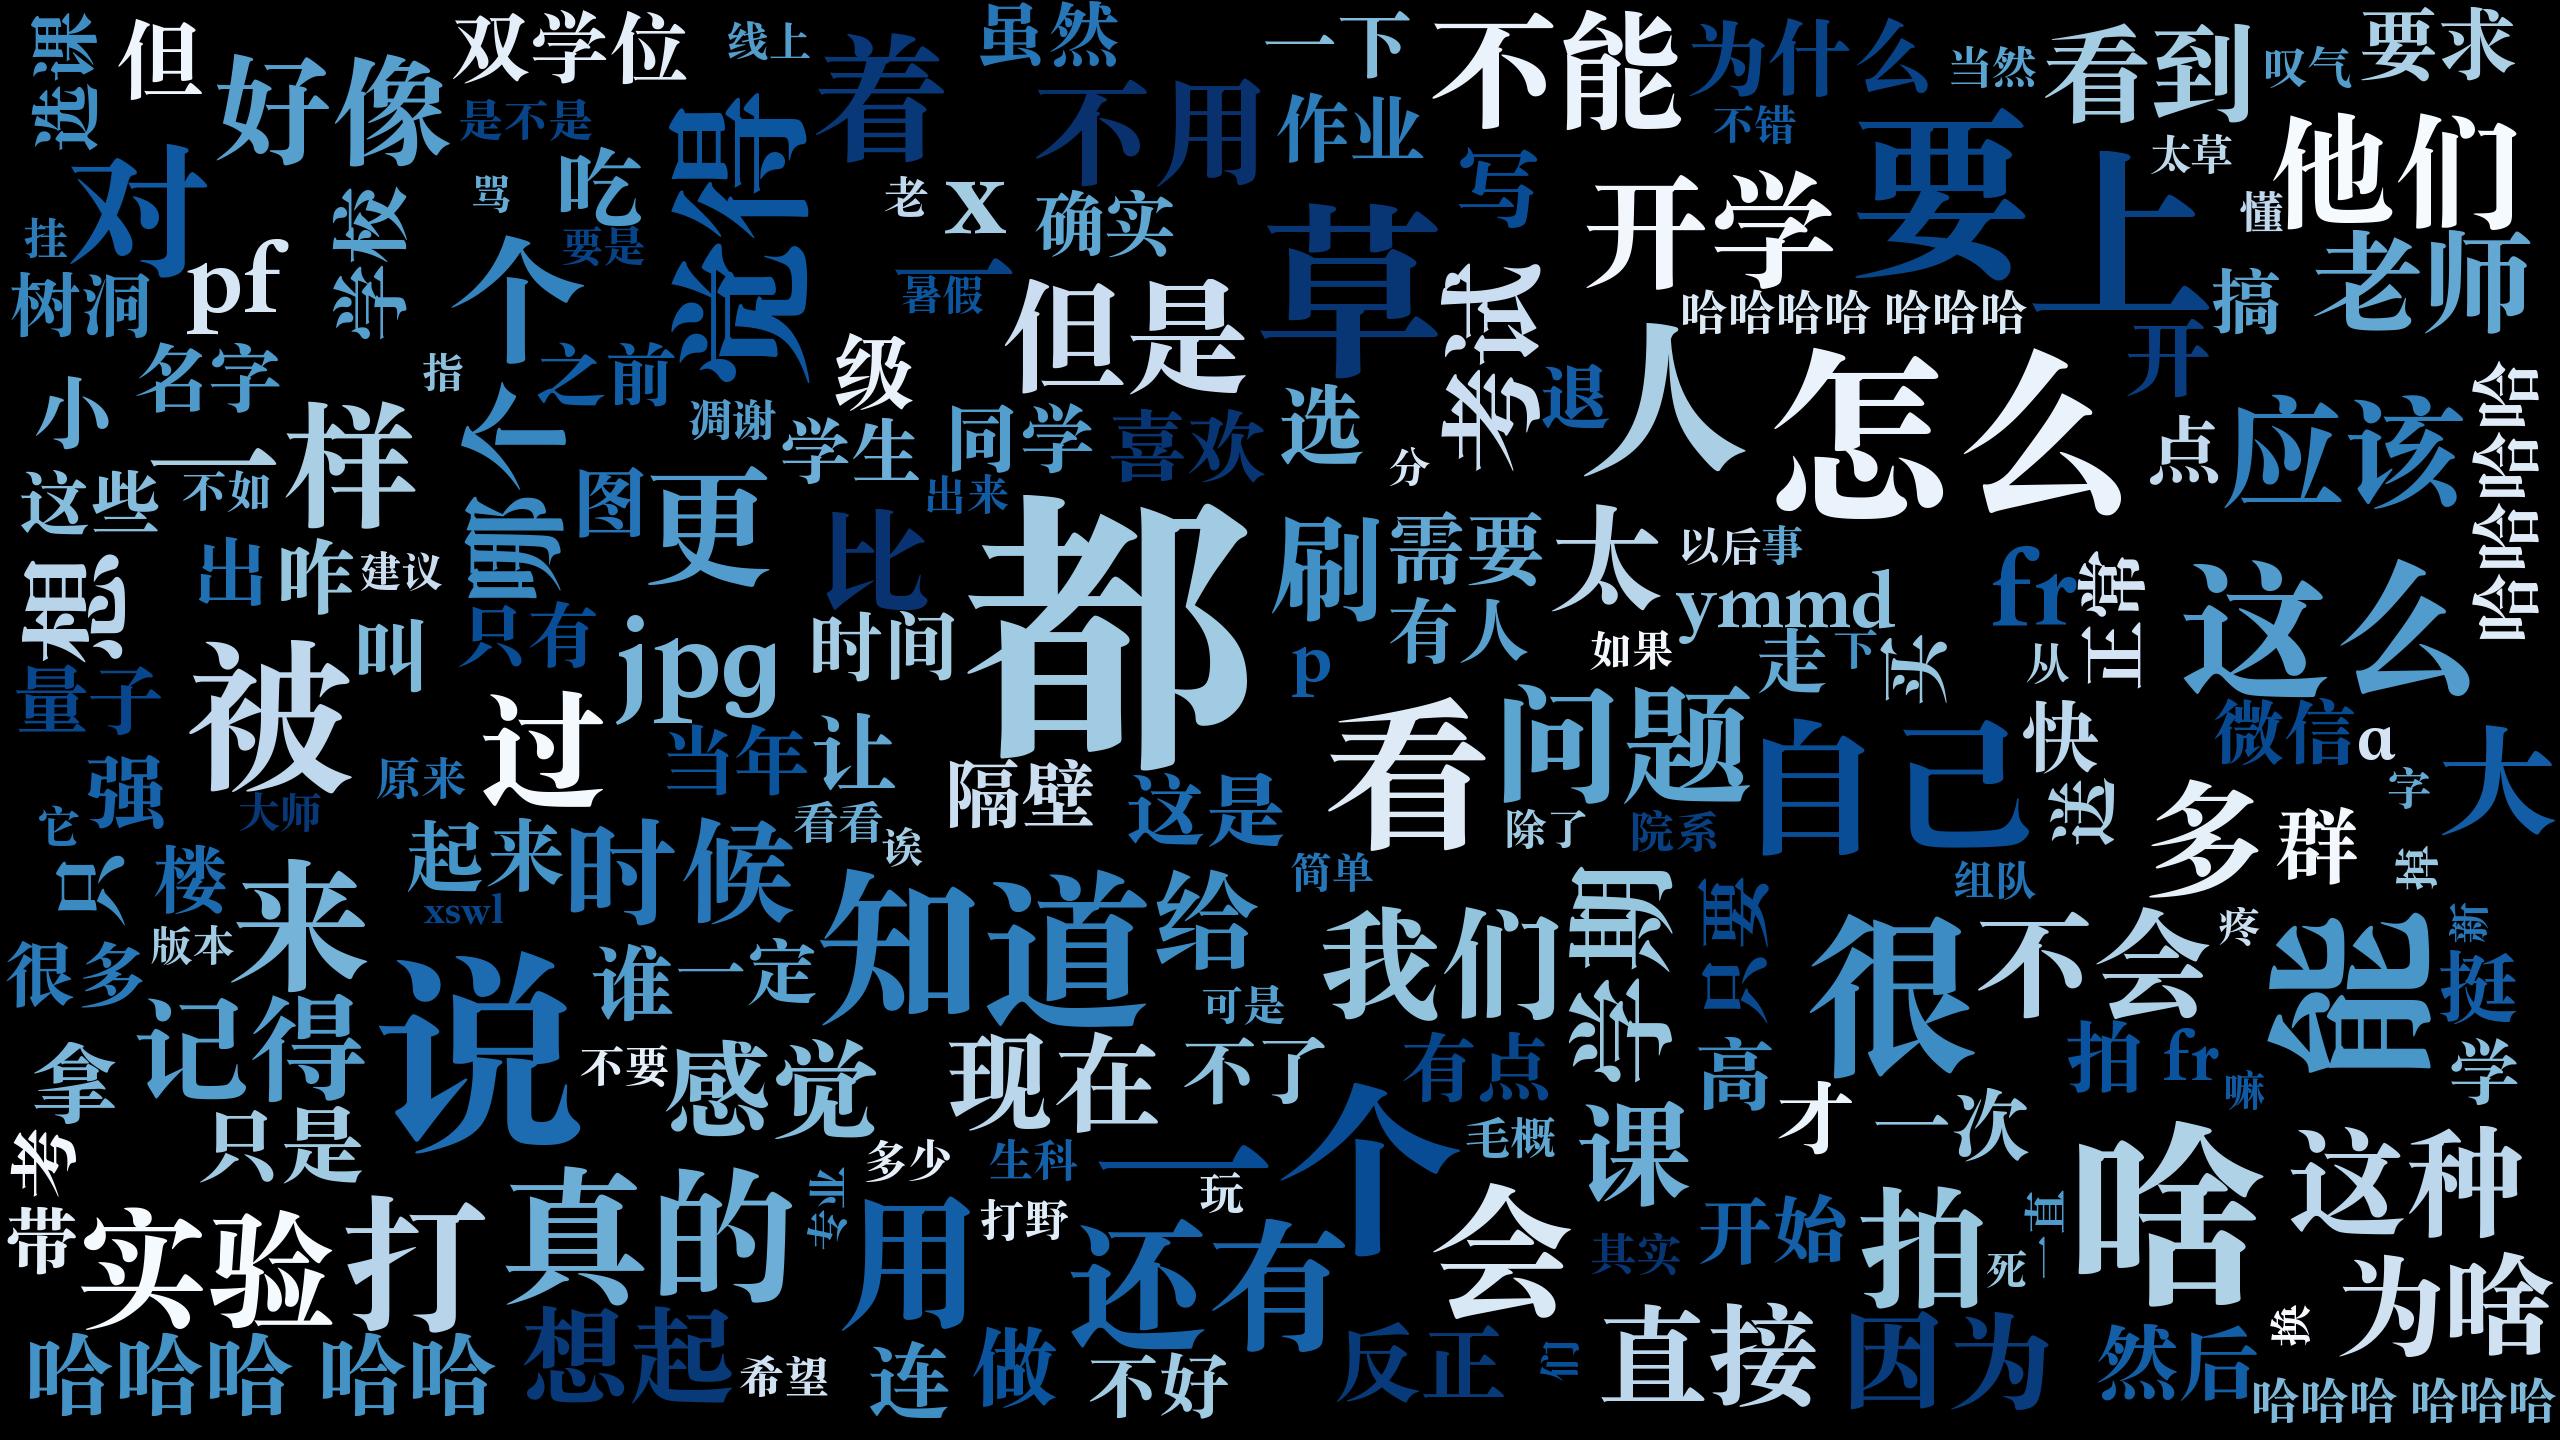 选课
但
好像
双学位
线上
着
虽然
一下
不能
为什么
当然
看到
叹气
要求
是不是
觉得
不用
作业
不错
要
上
太草
他们
对
骂
吃
老
x
确实
写
开学
懂
挂
学校
要是
草
老师
pf
个
一
暑假
树洞
但是
考试
哈哈哈哈 哈哈哈
搞
人
开
名字
指
之前
级
怎么
小
那个
凋谢
选
退
应该
哈哈哈 哈哈哈哈
一样
学生
同学
喜欢
分
点
这些
不如
图
更
出来
都
比
刷
需要
太
以后
事
出
咋
建议
想
有人
ymmd
fr
正常
这么
叫
只有
jpg
时间
p
如果
走
下
买
从
量子
被
过
看
问题
自己
快
微信
a
大
当年
让
强
原来
隔壁
这是
送
字
多
群
它
大师
看看
诶
除了
院系
起来
时候
只
楼
来
xswl
简单
组队
掉
知道
给
学期
只要
很
不会
疼
能
新
版本
很多
谁
一定
我们
挺
说
可是
记得
不要
感觉
现在
不了
有点
高
拍
fr
嘛
学
拿
一个
才
一次
只是
毛概
课
考
多少
生科
啥
这种
真的
专业
玩
带
实验
打
用
打野
还有
会
其实
开始
拍
一直
死
为啥
想起
换
哈哈哈 哈哈
希望
连
做
不好
反正
们
直接
因为
然后
哈哈哈 哈哈哈